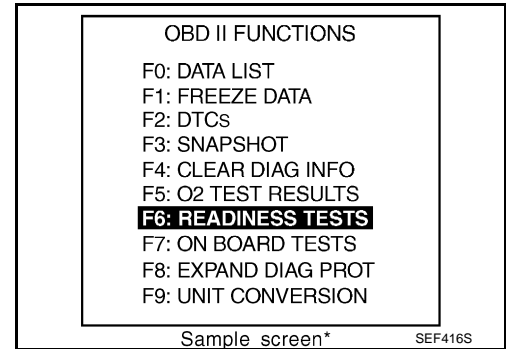 OBD II FUNCTIONS
F0: DATA LIST
F1: FREEZE DATA
F2: DTCs
F3: SNAPSHOT
F4: CLEAR DIAG INFO
F5: O2 TEST RESULTS
F6: READINESS TESTS
F7: ON BOARD TESTS
F8: EXPAND DIAG PROT
F9: UNIT CONVERSION
Sample screen*
SEF416S